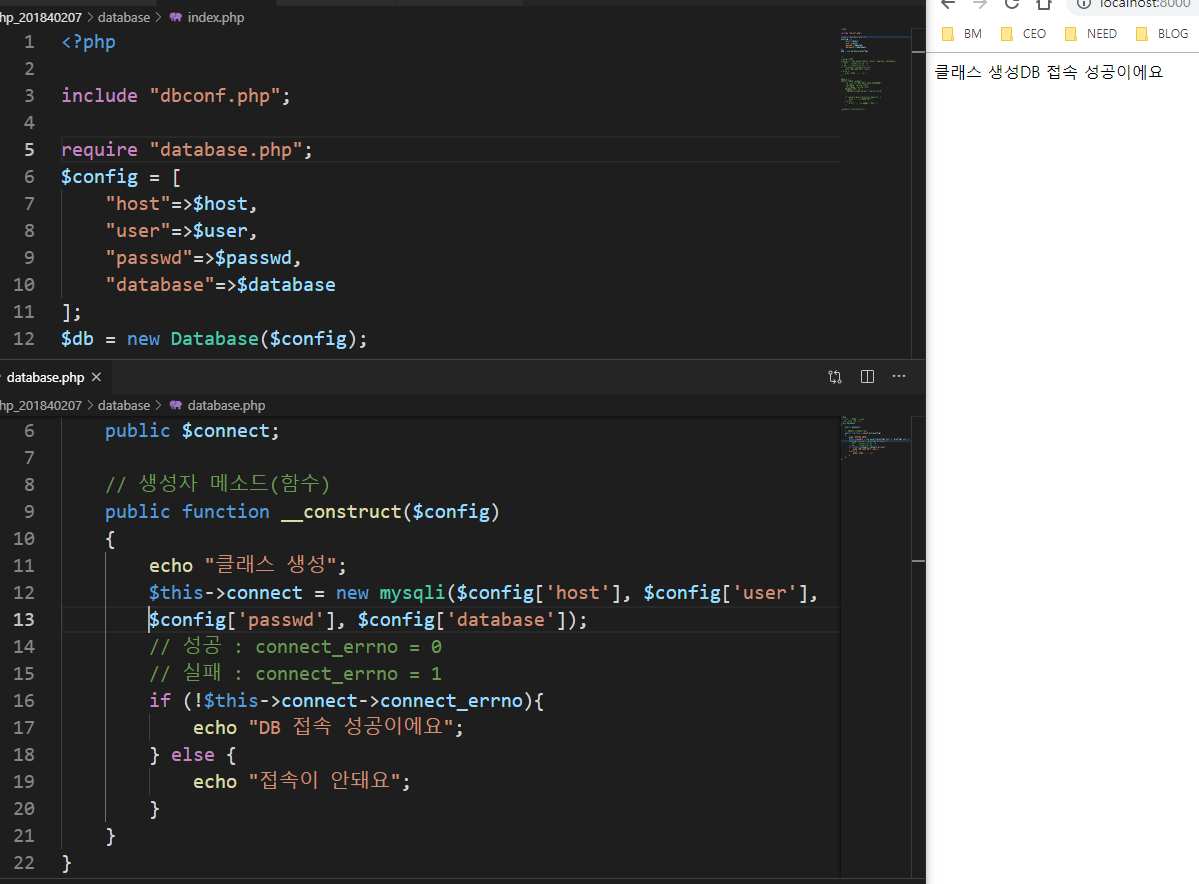 hp_201840207 > database > index.php
1 <?php
2
3 include "dbconf.php";
4
5 require "database.php";
6 $config = [
7 "host"=>$host,
8 "user"=>$user,
9 "passwd"=>$passwd,
10 "database"=>$database
11 ];
12 $db = new Database($config);
database.php ×
hp_201840207 > database > database.php
6 public $connect;
7
8 // 생성자 메소드(함수)
9 public function __construct($config)
10 {
11 echo "클래스 생성";
12 $this->connect = new mysqli($config['host'], $config['user'],
13 $config['passwd'], $config['database']);
14 // 성공 : connect_errno = 0
15 // 실패 : connect_errno = 1
16 if (!$this->connect->connect_errno){
17 echo "DB 접속 성공이에요";
18 } else {
19 echo "접속이 안돼요";
20 }
21 }
22 }
localhost:8000
BM CEO NEED BLOG
클래스 생성DB 접속 성공이에요